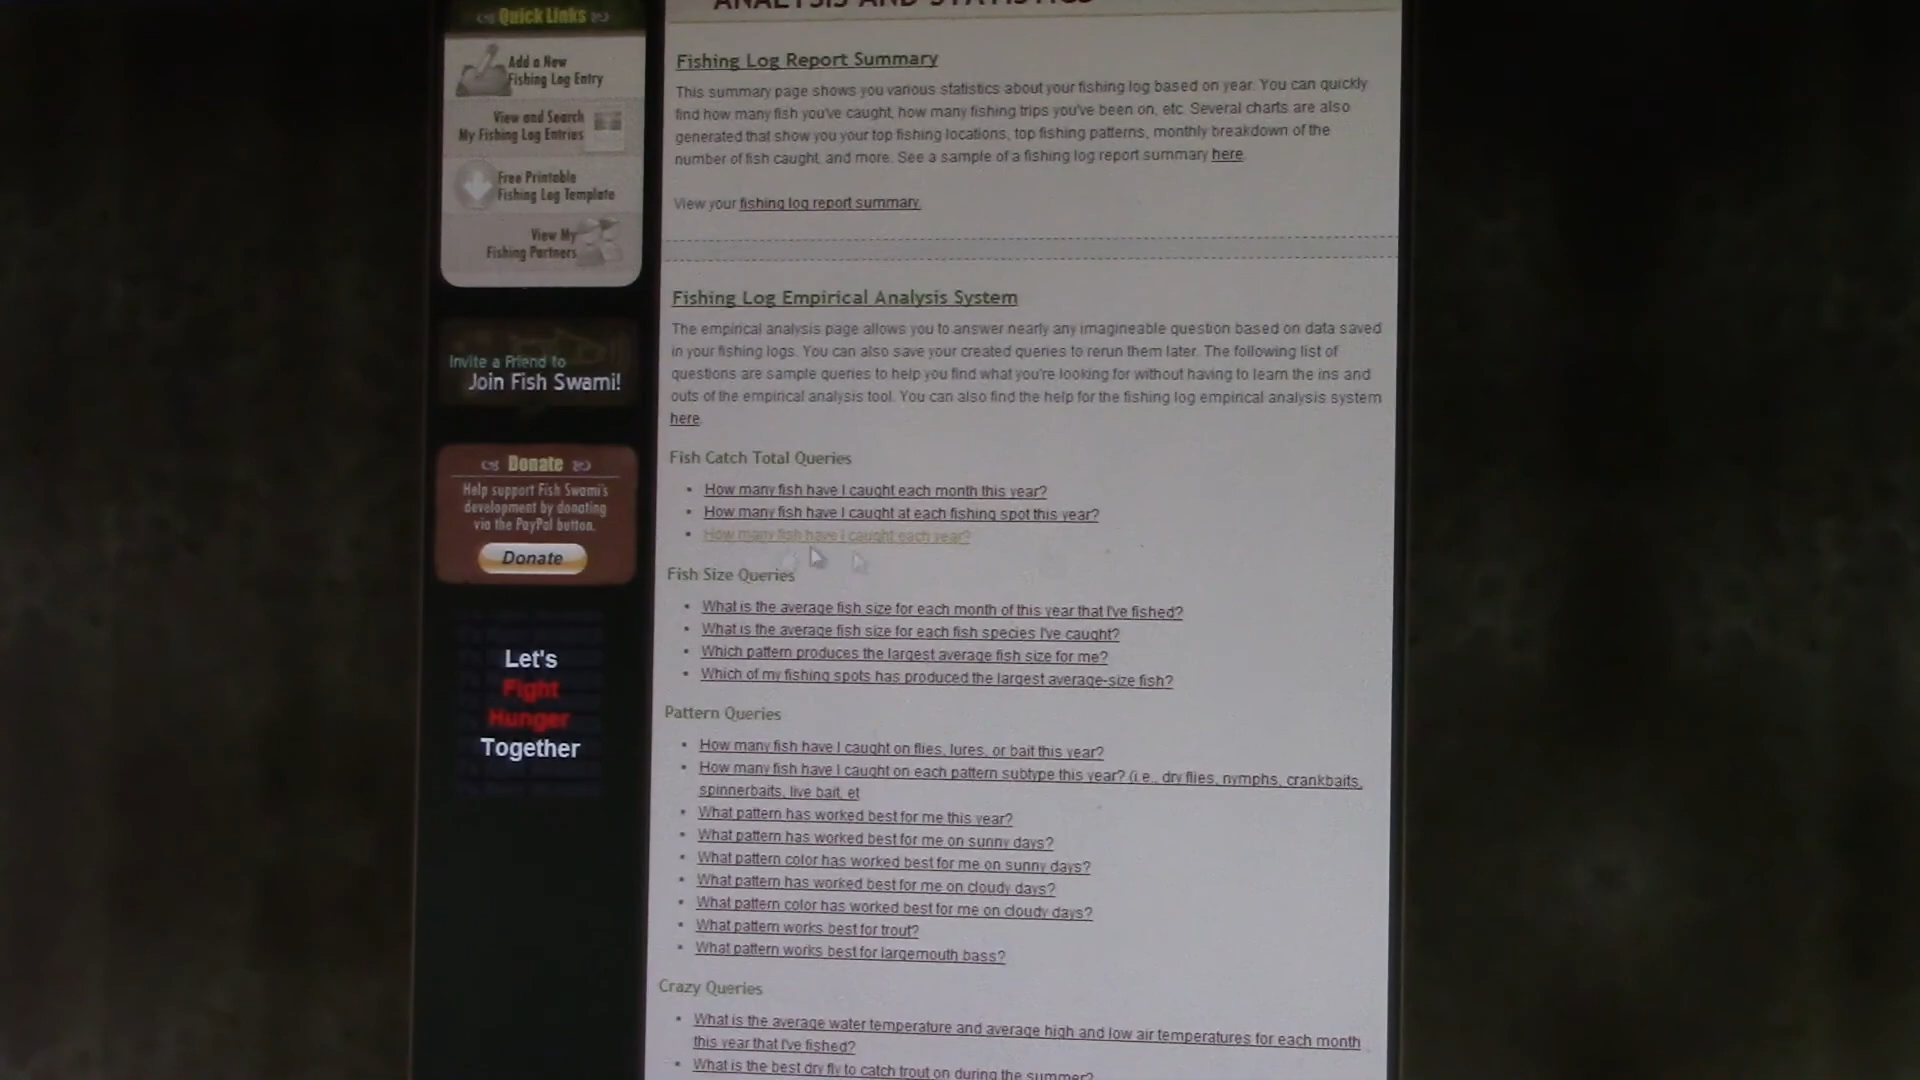 Quick Links
Add a New
Fishing Log Entry
View and Search
My Fishing Log Entries
Free Printable
Fishing Log Template
View My
Fishing Partners
Invite a Friend to
Join Fish Swami!
Donate
Help support Fish Swami's
development by donating
via the PayPal button.
Donate
Let's
Fight
Hunger
Together
ANALYSIS AND STATISTICS
Fishing Log Report Summary
This summary page shows you various statistics about your fishing log based on year. You can quickly
find how many fish you've caught, how many fishing trips you've been on, etc. Several charts are also
generated that show you your top fishing locations, top fishing patterns, monthly breakdown of the
number of fish caught, and more. See a sample of a fishing log report summary here.
View your fishing log report summary.
Fishing Log Empirical Analysis System
The empirical analysis page allows you to answer nearly any imagineable question based on data saved
in your fishing logs. You can also save your created queries to rerun them later. The following list of
questions are sample queries to help you find what you're looking for without having to learn the ins and
outs of the empirical analysis tool. You can also find the help for the fishing log empirical analysis system
here.
Fish Catch Total Queries
• How many fish have I caught each month this year?
• How many fish have I caught at each fishing spot this year?
• How many fish have I caught each year?
Fish Size Queries
• What is the average fish size for each month of this year that I've fished?
• What is the average fish size for each fish species I've caught?
• Which pattern produces the largest average fish size for me?
• Which of my fishing spots has produced the largest average-size fish?
Pattern Queries
• How many fish have I caught on flies, lures, or bait this year?
• How many fish have I caught on each pattern subtype this year? (i.e., dry flies, nymphs, crankbaits,
spinnerbaits, live bait, et
• What pattern has worked best for me this year?
• What pattern has worked best for me on sunny days?
• What pattern color has worked best for me on sunny days?
• What pattern has worked best for me on cloudy days?
• What pattern color has worked best for me on cloudy days?
• What pattern works best for trout?
• What pattern works best for largemouth bass?
Crazy Queries
• What is the average water temperature and average high and low air temperatures for each month
this year that I've fished?
• What is the best dry fly to catch trout on during the summer?